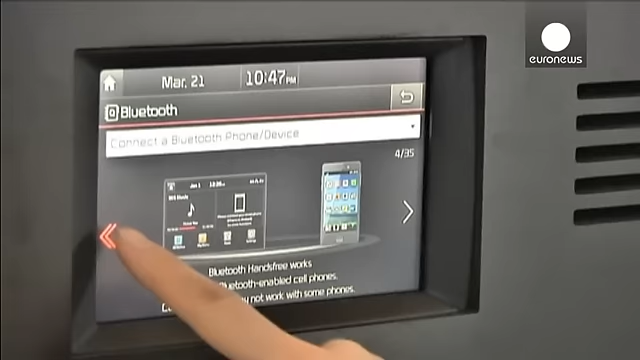 euronews
Mar. 21 10:47PM
Bluetooth
Connect a Bluetooth Phone/Device
4/35
Bluetooth Handsfree works
Bluetooth-enabled cell phones.
may not work with some phones.